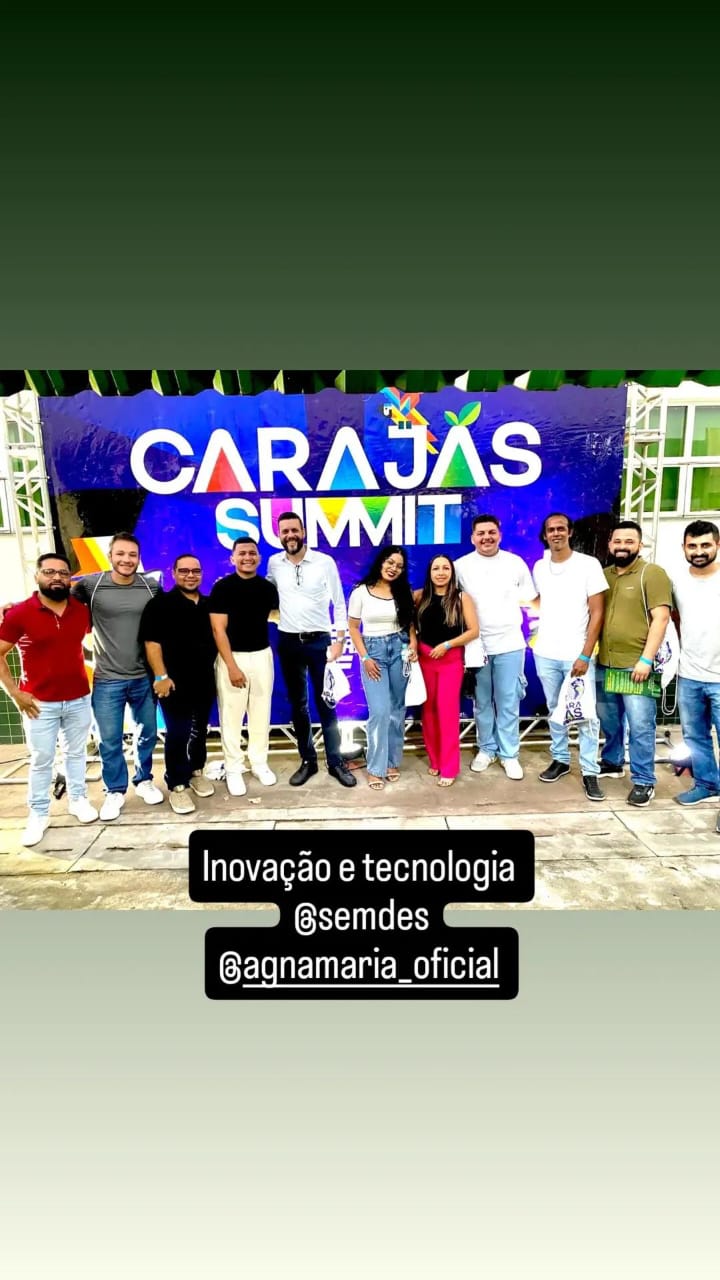 CARAJÁS
SUMMIT
Inovação e tecnologia
@semdes
@agnamaria_oficial